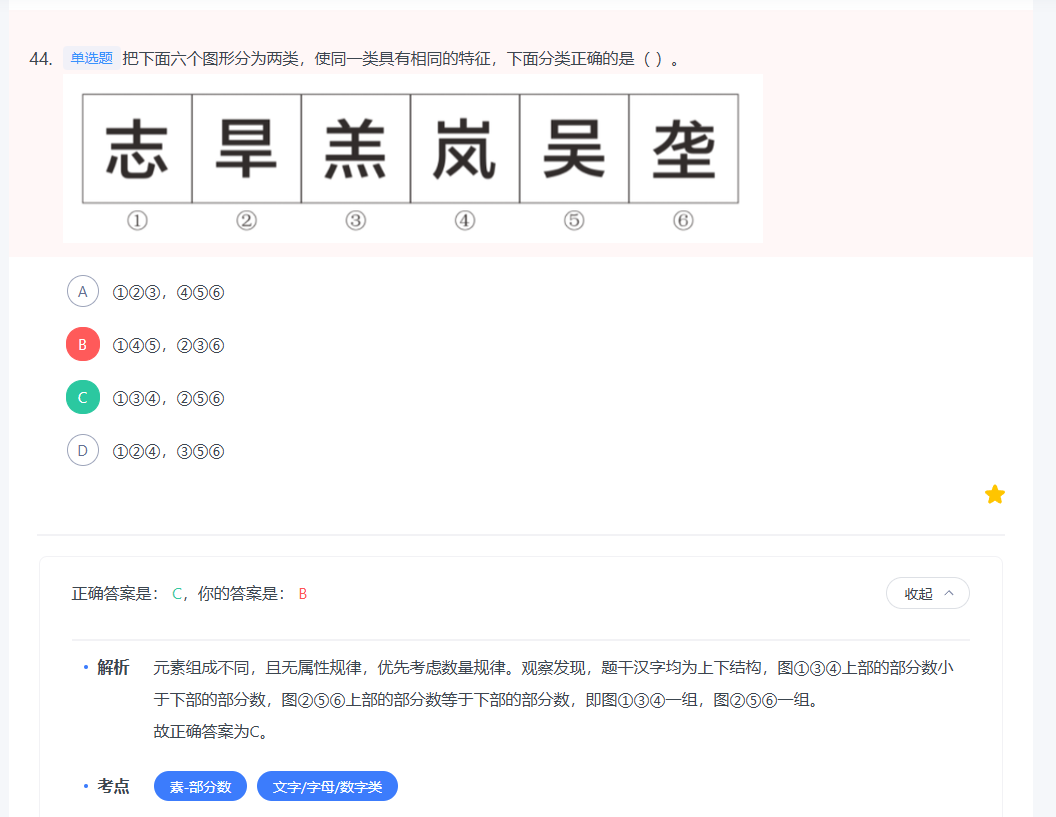 44. 单选题 把下面六个图形分为两类，使同一类具有相同的特征，下面分类正确的是（ ）。
志 旱 羔 岚 吴 垄
① ② ③ ④ ⑤ ⑥
A ①②③，④⑤⑥
B ①④⑤，②③⑥
C ①③④，②⑤⑥
D ①②④，③⑤⑥
正确答案是： C，你的答案是： B 收起
解析 元素组成不同，且无属性规律，优先考虑数量规律。观察发现，题干汉字均为上下结构，图①③④上部的部分数小
于下部的部分数，图②⑤⑥上部的部分数等于下部的部分数，即图①③④一组，图②⑤⑥一组。
故正确答案为C。
考点 素-部分数 文字/字母/数字类